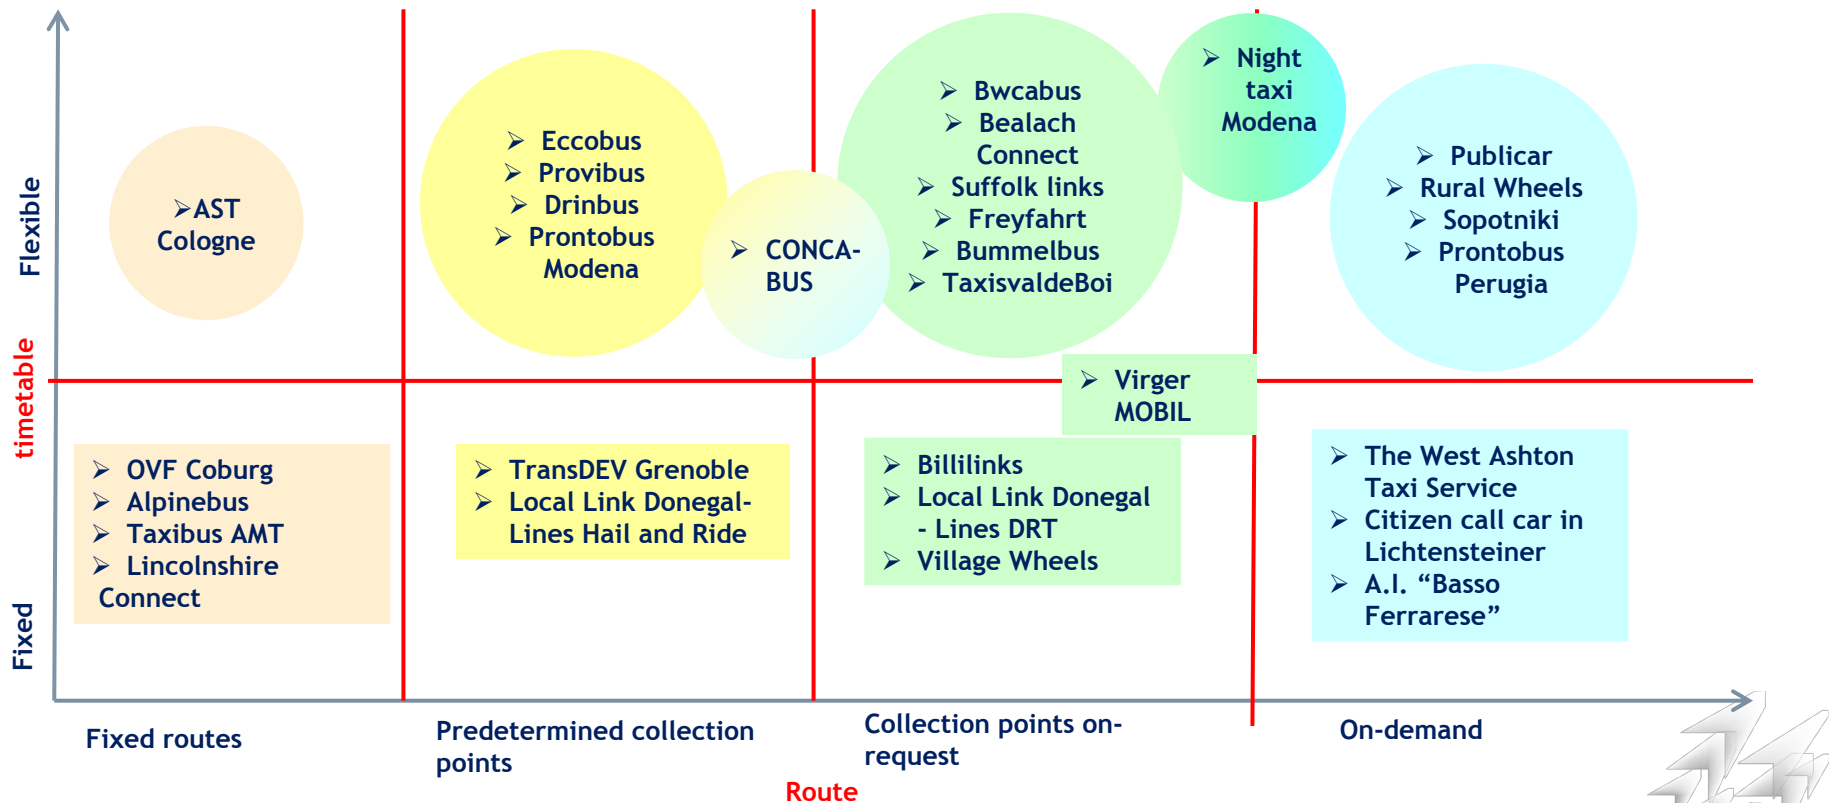 Flexible
timetable
Fixed
➢AST
Cologne
➢ Eccobus
➢ Provibus
➢ Drinbus
➢ Prontobus
Modena
➢ CONCA-
BUS
➢ Bwcabus
➢ Bealach
Connect
➢ Suffolk links
➢ Freyfahrt
➢ Bummelbus
➢ TaxisvaldeBoi
➢ Night
taxi
Modena
➢ Publicar
➢ Rural Wheels
➢ Sopotniki
➢ Prontobus
Perugia
➢ Virger
MOBIL
➢ OVF Coburg
➢ Alpinebus
➢ Taxibus AMT
➢ Lincolnshire
Connect
➢ TransDEV Grenoble
➢ Local Link Donegal-
Lines Hail and Ride
➢ Billilinks
➢ Local Link Donegal
- Lines DRT
➢ Village Wheels
➢ The West Ashton
Taxi Service
➢ Citizen call car in
Lichtensteiner
➢ A.I. “Basso
Ferrarese”
Fixed routes
Predetermined collection
points
Collection points on-
request
On-demand
Route